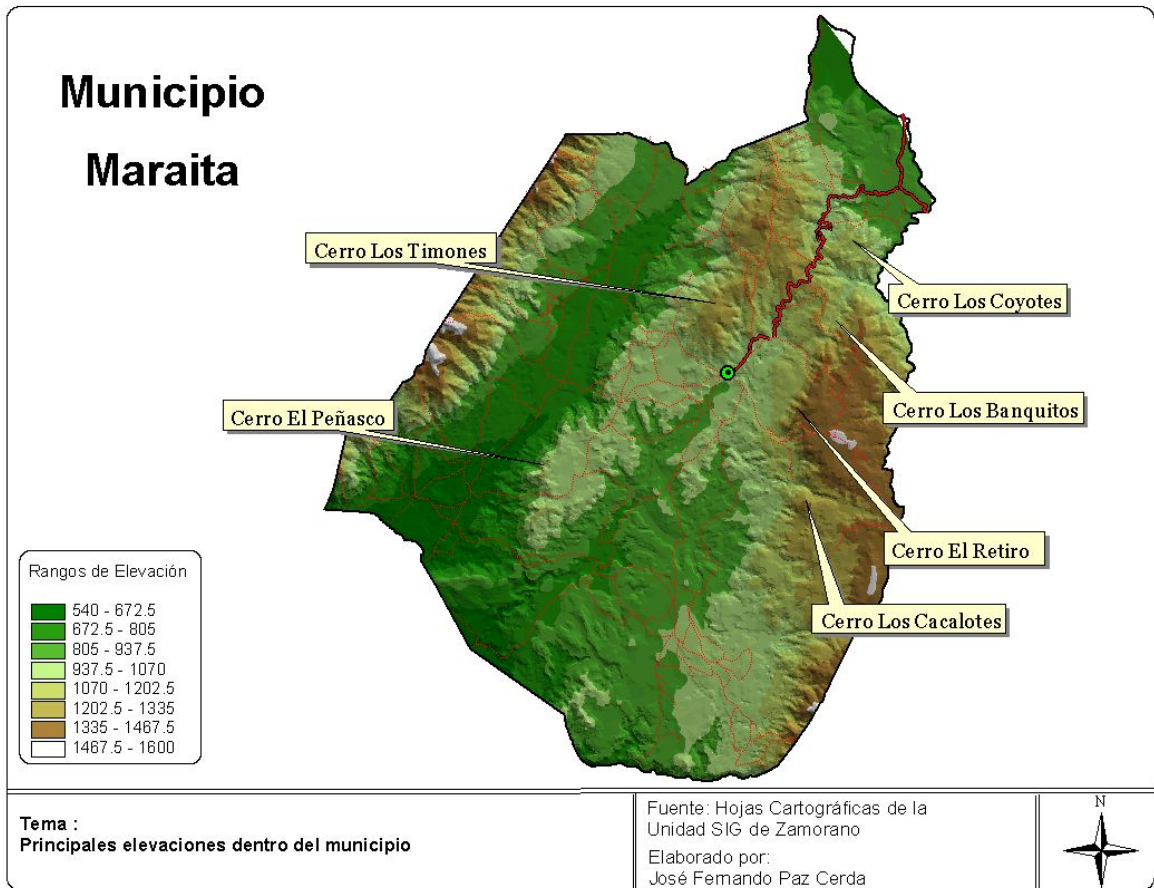 Municipio
Maraita
Cerro Los Timones
Cerro Los Coyotes
Cerro Los Banquitos
Cerro El Peñasco
Cerro El Retiro
Cerro Los Cacalotes
Rangos de Elevación
540 - 672.5
672.5 - 805
805 - 937.5
937.5 - 1070
1070 - 1202.5
1202.5 - 1335
1335 - 1467.5
1467.5 - 1600
Tema :
Principales elevaciones dentro del municipio
Fuente: Hojas Cartográficas de la
Unidad SIG de Zamorano
Elaborado por:
José Fernando Paz Cerda
N